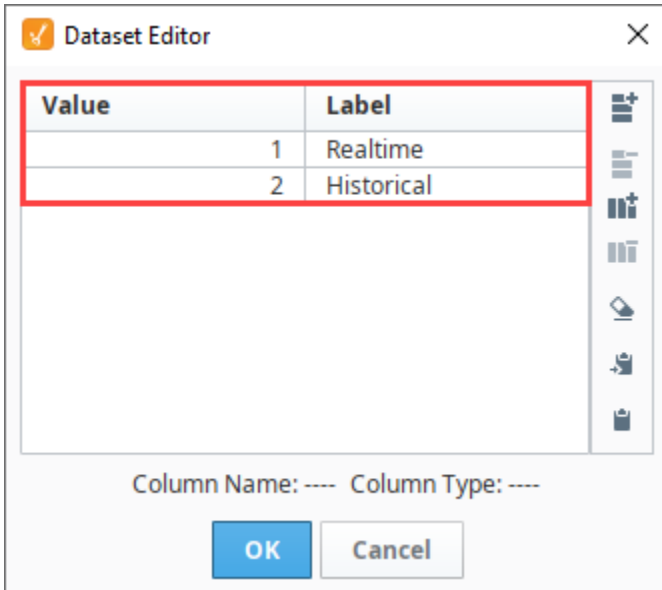 Dataset Editor
Value Label
1 Realtime
2 Historical
Column Name: ---- Column Type: ----
OK Cancel